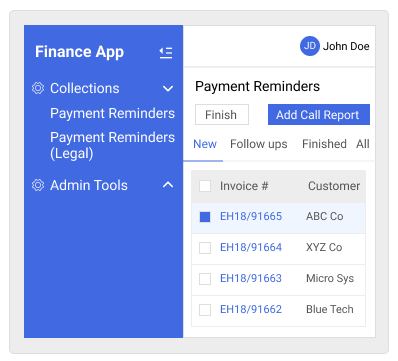 Finance App
JD John Doe
Collections
Payment Reminders
Payment Reminders
(Legal)
Admin Tools
Payment Reminders
Finish Add Call Report
New Follow ups Finished All
Invoice # Customer
EH18/91665 ABC Co
EH18/91664 XYZ Co
EH18/91663 Micro Sys
EH18/91662 Blue Tech